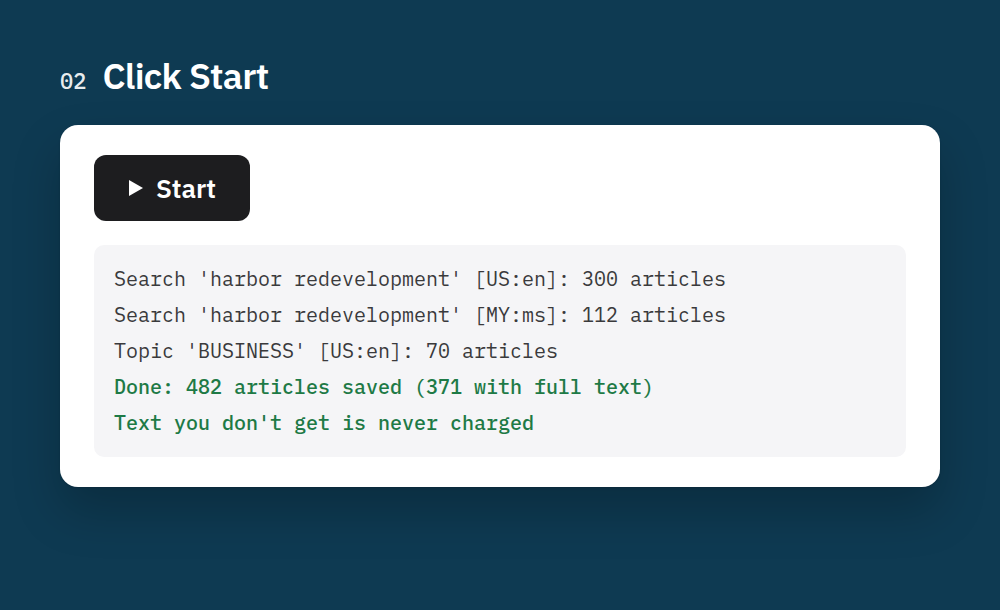 02 Click Start
Start
Search 'harbor redevelopment' [US:en]: 300 articles
Search 'harbor redevelopment' [MY:ms]: 112 articles
Topic 'BUSINESS' [US:en]: 70 articles
Done: 482 articles saved (371 with full text)
Text you don't get is never charged